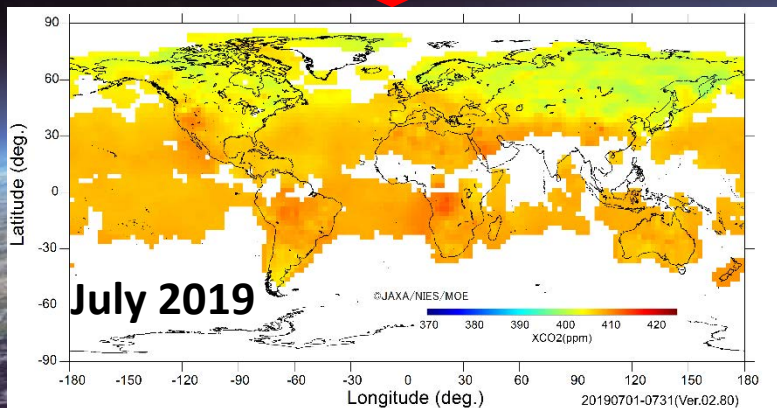 90
60
30
0
-30
-60
-90
Latitude (deg.)
July 2019
©JAXA/NIES/MOE
370 380 390 400 410 420
XCO2(ppm)
-180 -150 -120 -90 -60 -30 0 30 60 90 120 150 180
Longitude (deg.)
20190701-0731(Ver.02.80)